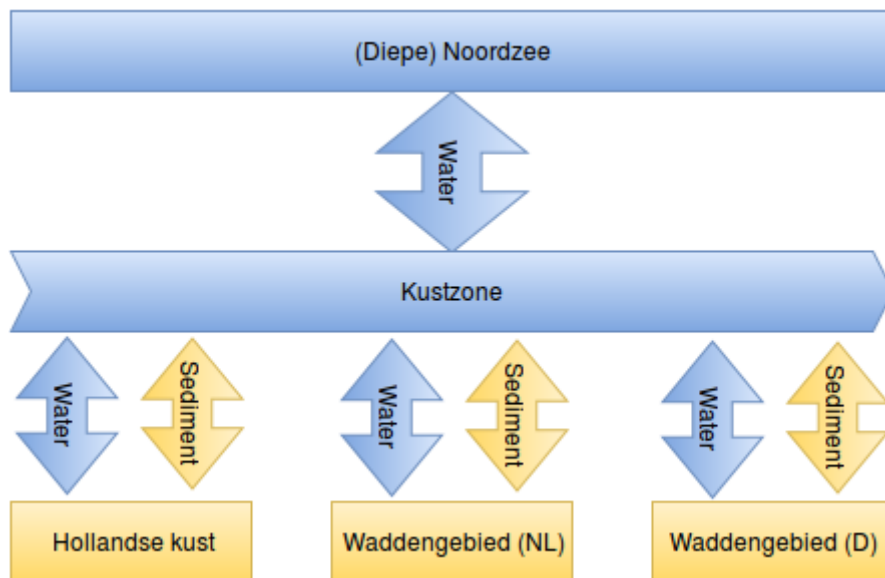 (Diepe) Noordzee
Water
Kustzone
Water
Sediment
Water
Sediment
Water
Sediment
Hollandse kust
Waddengebied (NL)
Waddengebied (D)